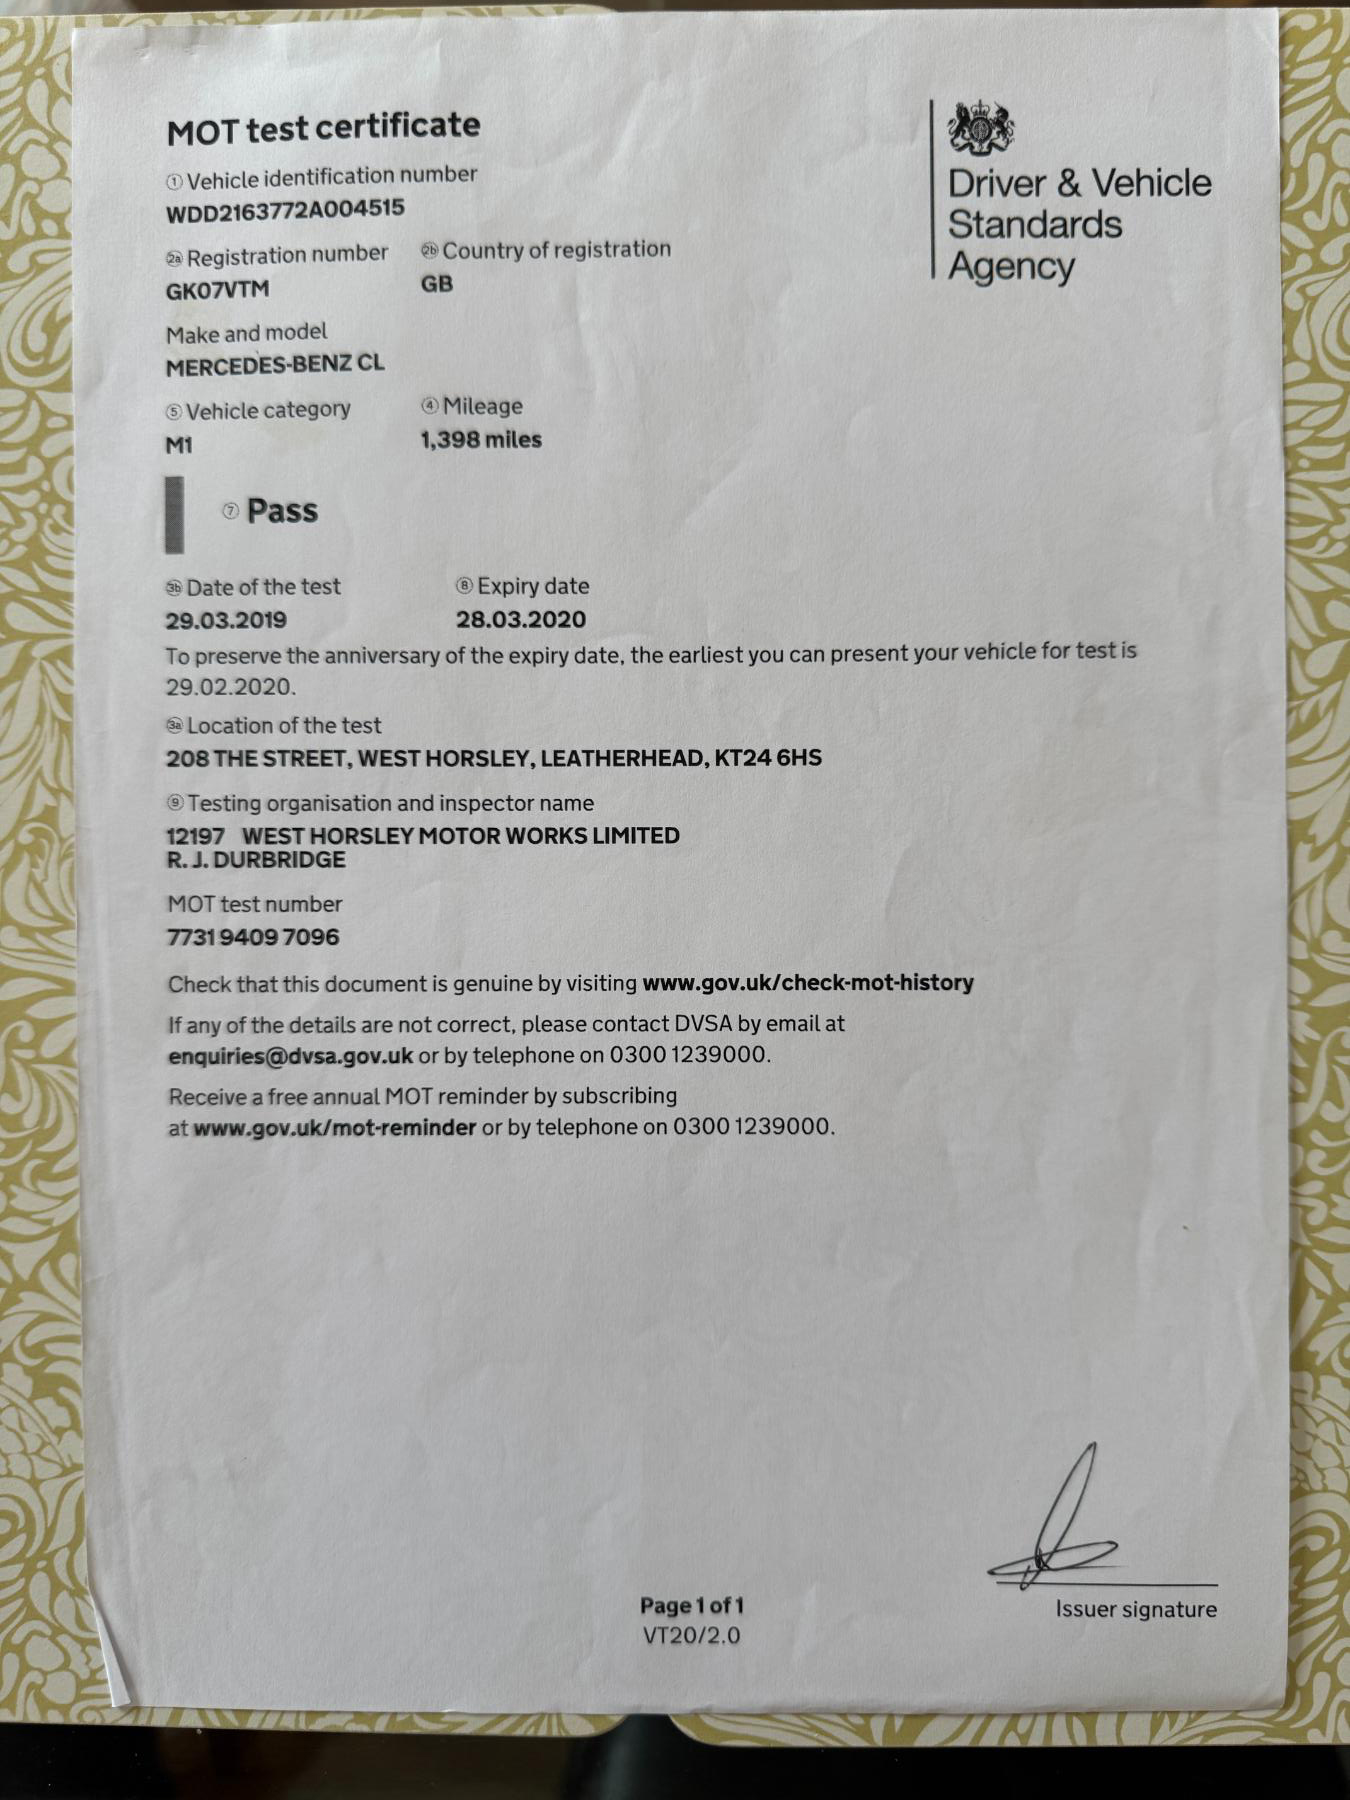 MOT test certificate
Driver & Vehicle
Standards
Agency
① Vehicle identification number
WDD2163772A004515
2a Registration number 2b Country of registration
GK07VTM GB
Make and model
MERCEDES-BENZ CL
⑤ Vehicle category ④ Mileage
M1 1,398 miles
⑦ Pass
3b Date of the test ⑧ Expiry date
29.03.2019 28.03.2020
To preserve the anniversary of the expiry date, the earliest you can present your vehicle for test is
29.02.2020.
3a Location of the test
208 THE STREET, WEST HORSLEY, LEATHERHEAD, KT24 6HS
⑨ Testing organisation and inspector name
12197 WEST HORSLEY MOTOR WORKS LIMITED
R. J. DURBRIDGE
MOT test number
7731 9409 7096
Check that this document is genuine by visiting www.gov.uk/check-mot-history
If any of the details are not correct, please contact DVSA by email at
enquiries@dvsa.gov.uk or by telephone on 0300 1239000.
Receive a free annual MOT reminder by subscribing
at www.gov.uk/mot-reminder or by telephone on 0300 1239000.
Issuer signature
Page 1 of 1
VT20/2.0